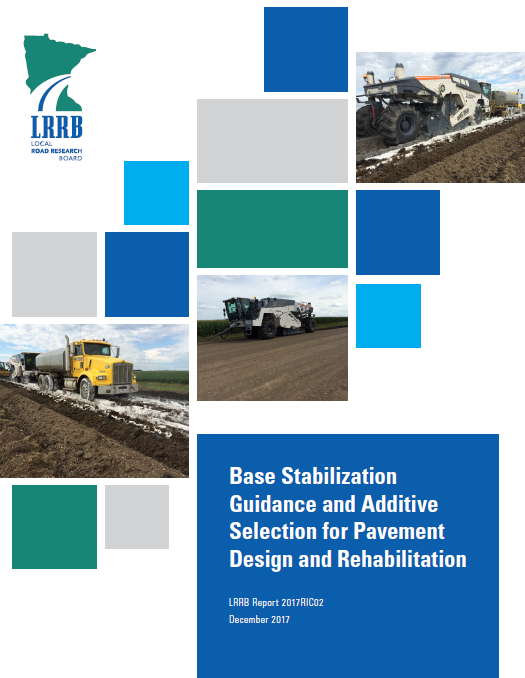 LRRB
LOCAL
ROAD RESEARCH
BOARD
Base Stabilization
Guidance and Additive
Selection for Pavement
Design and Rehabilitation
LRRB Report 2017RIC02
December 2017